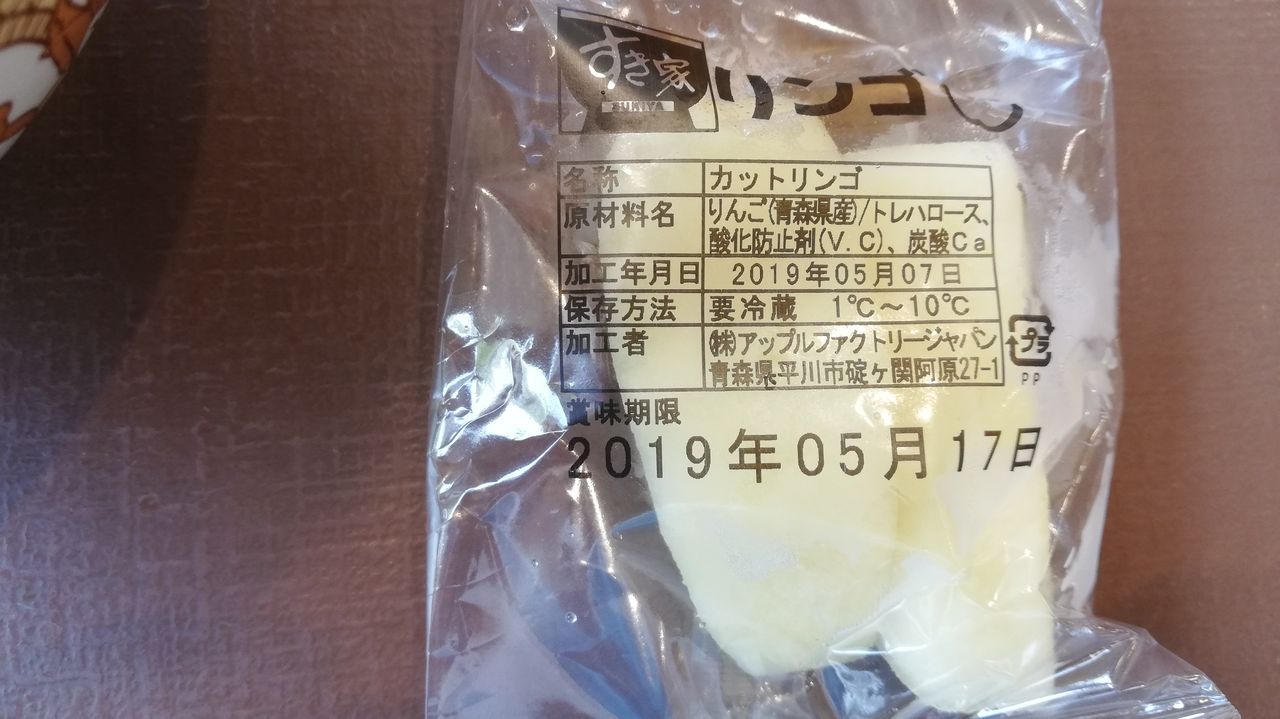 すき家
SUKIYA
リンゴ
名称 カットリンゴ
原材料名 りんご(青森県産)/トレハロース、
酸化防止剤(V.C)、炭酸Ca
加工年月日 2019年05月07日
保存方法 要冷蔵 1℃～10℃
加工者 ㈱アップルファクトリージャパン
青森県平川市碇ヶ関阿原27-1
プラ
PP
賞味期限
2019年05月17日